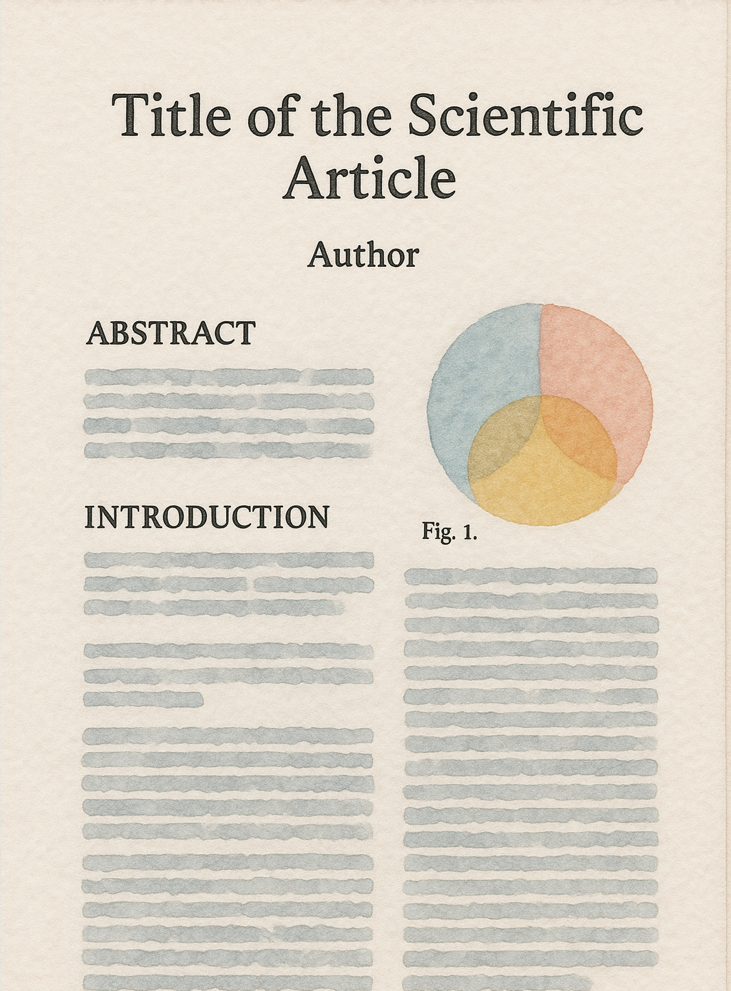 Title of the Scientific
Article
Author
ABSTRACT
INTRODUCTION
Fig. 1.